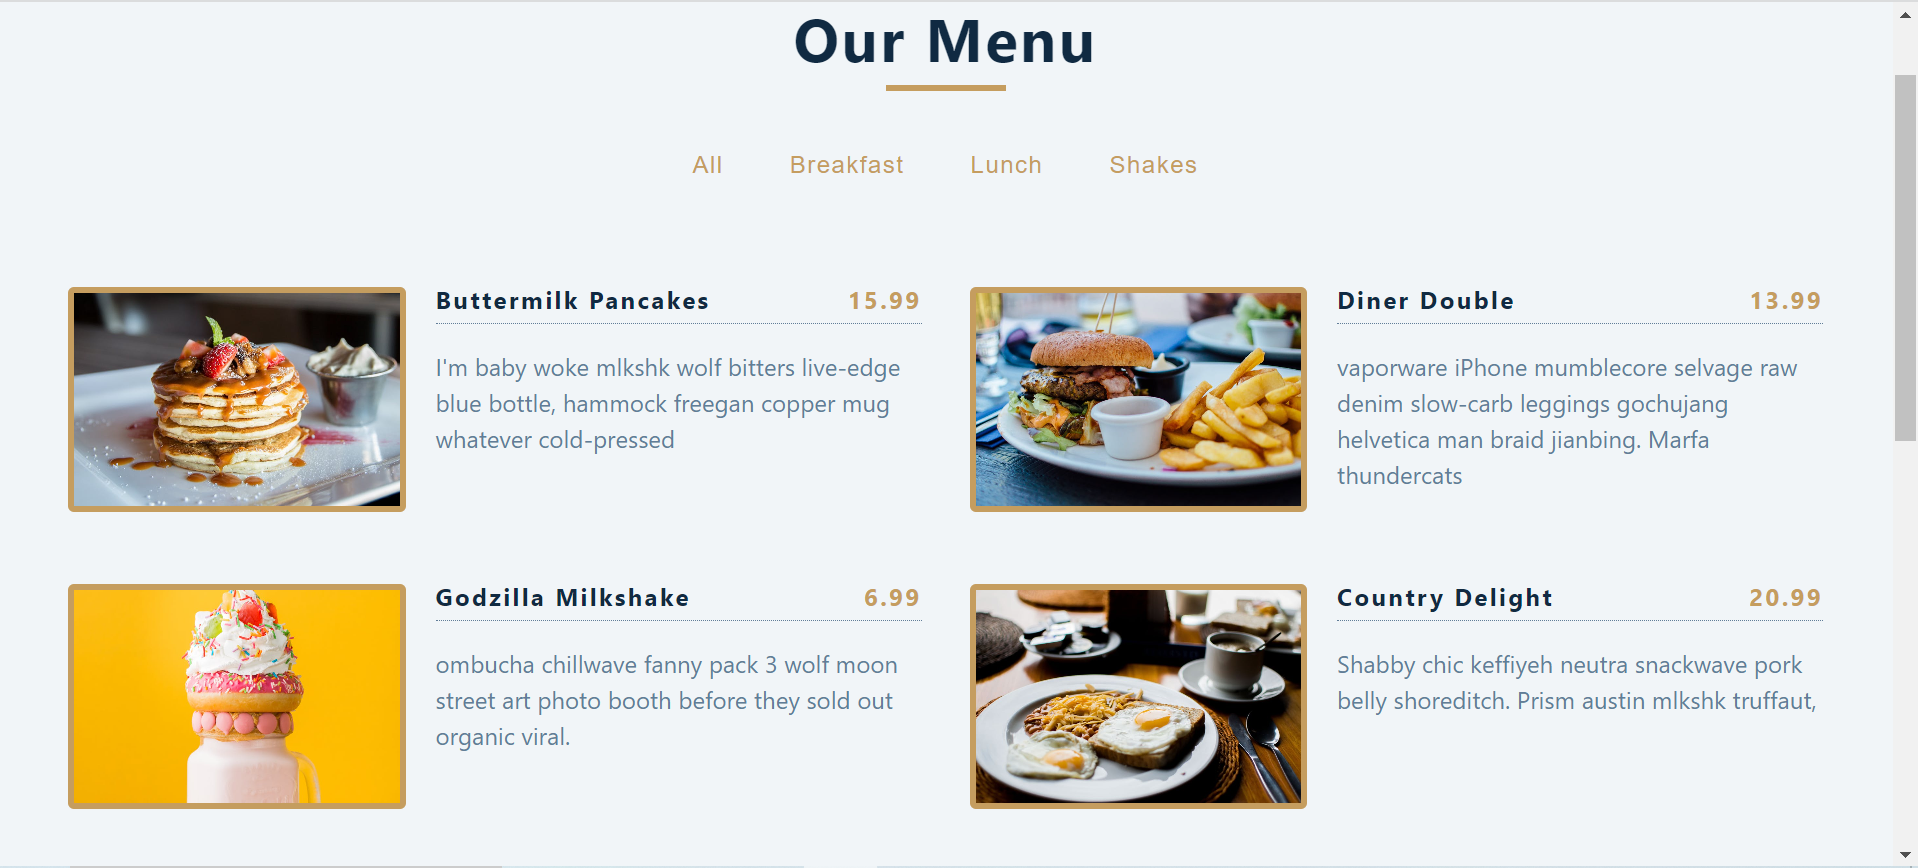 Our Menu
All Breakfast Lunch Shakes
Buttermilk Pancakes 15.99
I'm baby woke mlkshk wolf bitters live-edge
blue bottle, hammock freegan copper mug
whatever cold-pressed
Diner Double 13.99
vaporware iPhone mumblecore selvage raw
denim slow-carb leggings gochujang
helvetica man braid jianbing. Marfa
thundercats
Godzilla Milkshake 6.99
ombucha chillwave fanny pack 3 wolf moon
street art photo booth before they sold out
organic viral.
Country Delight 20.99
Shabby chic keffiyeh neutra snackwave pork
belly shoreditch. Prism austin mlkshk truffaut,